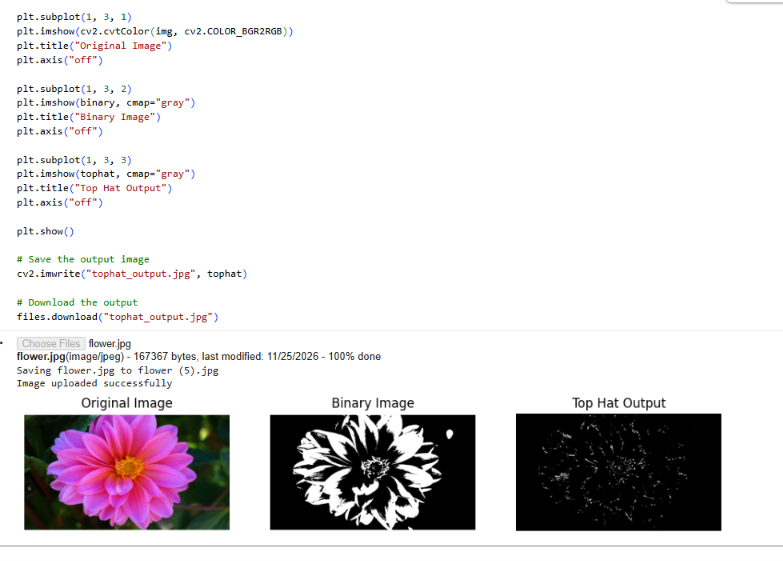 plt.subplot(1, 3, 1)
plt.imshow(cv2.cvtColor(img, cv2.COLOR_BGR2RGB))
plt.title("Original Image")
plt.axis("off")
plt.subplot(1, 3, 2)
plt.imshow(binary, cmap="gray")
plt.title("Binary Image")
plt.axis("off")
plt.subplot(1, 3, 3)
plt.imshow(tophat, cmap="gray")
plt.title("Top Hat Output")
plt.axis("off")
plt.show()
# Save the output image
cv2.imwrite("tophat_output.jpg", tophat)
# Download the output
files.download("tophat_output.jpg")
Choose Files flower.jpg
flower.jpg(image/jpeg) - 167367 bytes, last modified: 11/25/2026 - 100% done
Saving flower.jpg to flower (5).jpg
Image uploaded successfully
Original Image Binary Image Top Hat Output